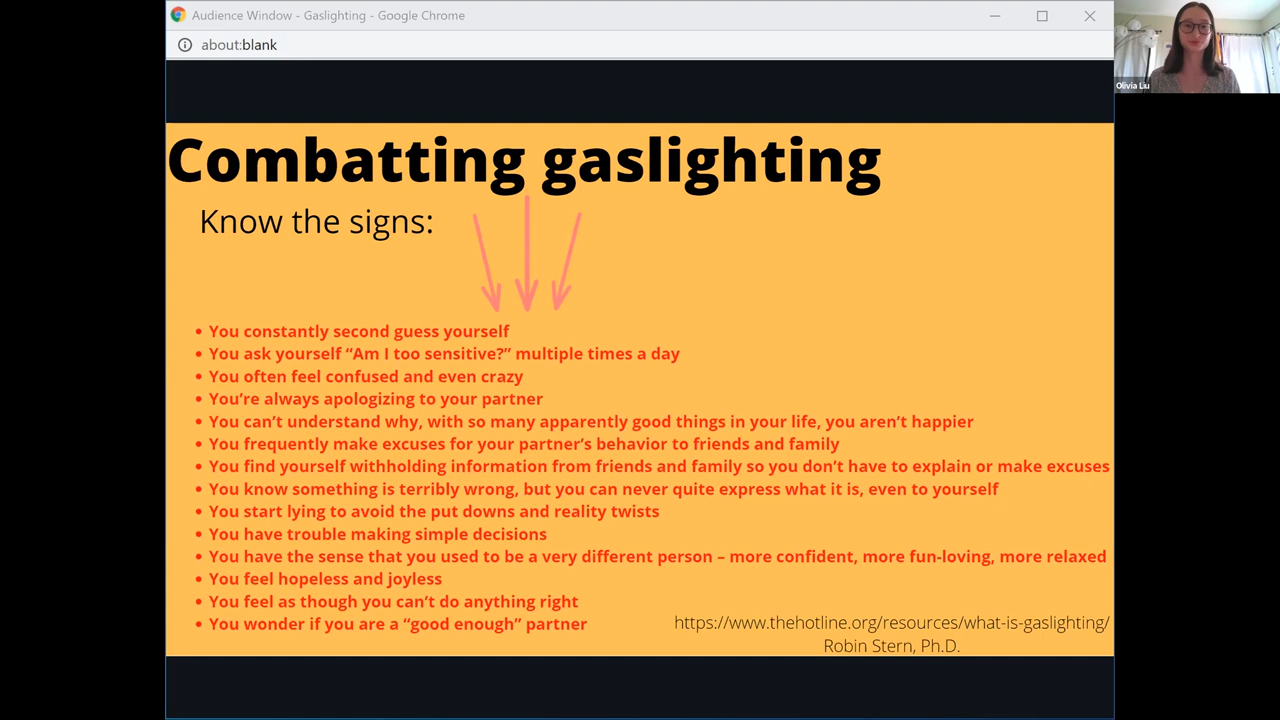 Audience Window - Gaslighting - Google Chrome
about:blank
Olivia Liu
Combatting gaslighting
Know the signs:
• You constantly second guess yourself
• You ask yourself “Am I too sensitive?” multiple times a day
• You often feel confused and even crazy
• You’re always apologizing to your partner
• You can’t understand why, with so many apparently good things in your life, you aren’t happier
• You frequently make excuses for your partner’s behavior to friends and family
• You find yourself withholding information from friends and family so you don’t have to explain or make excuses
• You know something is terribly wrong, but you can never quite express what it is, even to yourself
• You start lying to avoid the put downs and reality twists
• You have trouble making simple decisions
• You have the sense that you used to be a very different person – more confident, more fun-loving, more relaxed
• You feel hopeless and joyless
• You feel as though you can’t do anything right
• You wonder if you are a “good enough” partner
https://www.thehotline.org/resources/what-is-gaslighting/
Robin Stern, Ph.D.